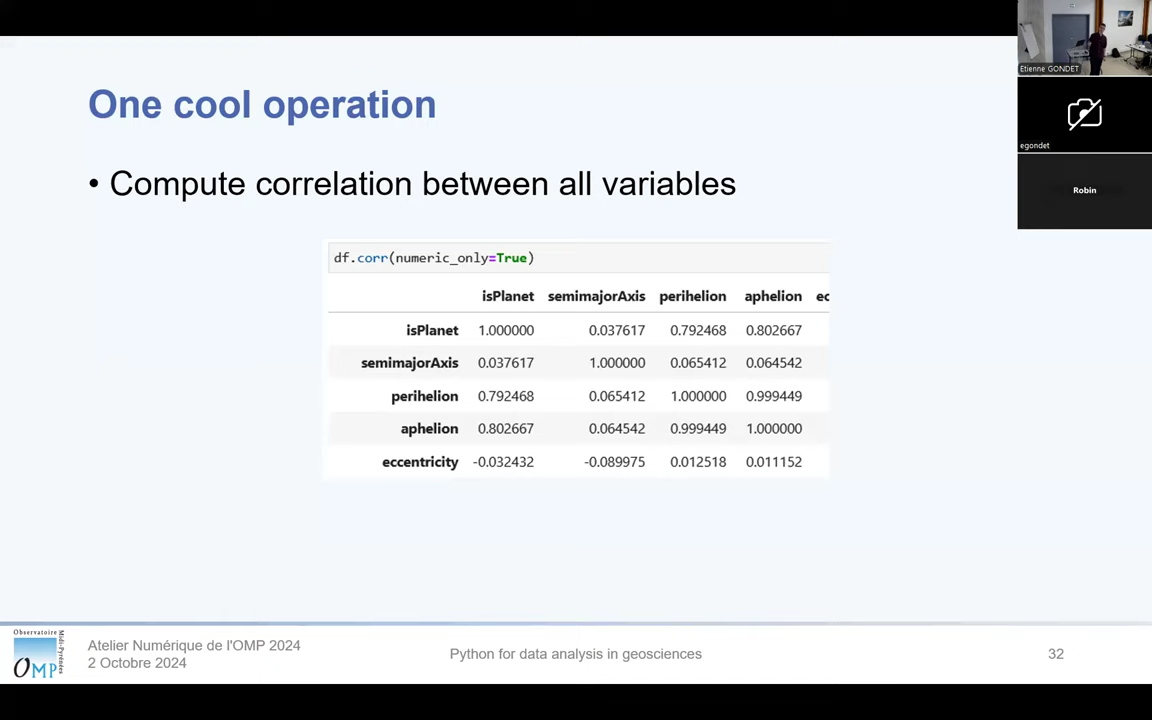 One cool operation
• Compute correlation between all variables
df.corr(numeric_only=True)
isPlanet semimajorAxis perihelion aphelion ec
isPlanet 1.000000 0.037617 0.792468 0.802667
semimajorAxis 0.037617 1.000000 0.065412 0.064542
perihelion 0.792468 0.065412 1.000000 0.999449
aphelion 0.802667 0.064542 0.999449 1.000000
eccentricity -0.032432 -0.089975 0.012518 0.011152
Etienne GONDET
egondet
Robin
Observatoire
Midi-Pyrénées
OMP
Atelier Numérique de l'OMP 2024
2 Octobre 2024
Python for data analysis in geosciences
32